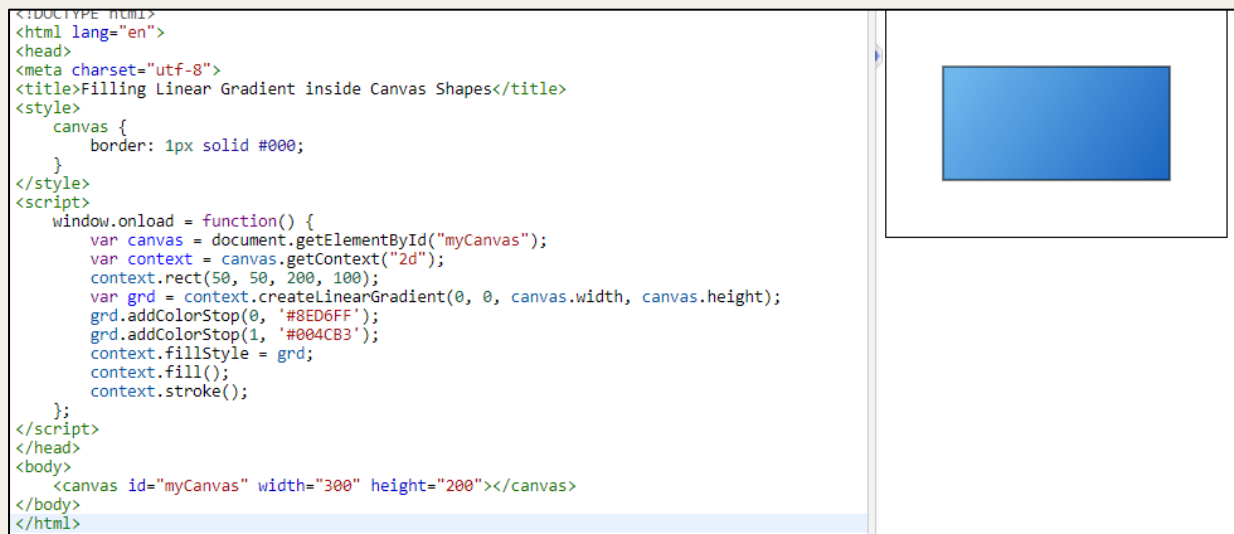 <!DOCTYPE html>
<html lang="en">
<head>
<meta charset="utf-8">
<title>Filling Linear Gradient inside Canvas Shapes</title>
<style>
    canvas {
        border: 1px solid #000;
    }
</style>
<script>
    window.onload = function() {
        var canvas = document.getElementById("myCanvas");
        var context = canvas.getContext("2d");
        context.rect(50, 50, 200, 100);
        var grd = context.createLinearGradient(0, 0, canvas.width, canvas.height);
        grd.addColorStop(0, '#8ED6FF');
        grd.addColorStop(1, '#004CB3');
        context.fillStyle = grd;
        context.fill();
        context.stroke();
    };
</script>
</head>
<body>
    <canvas id="myCanvas" width="300" height="200"></canvas>
</body>
</html>